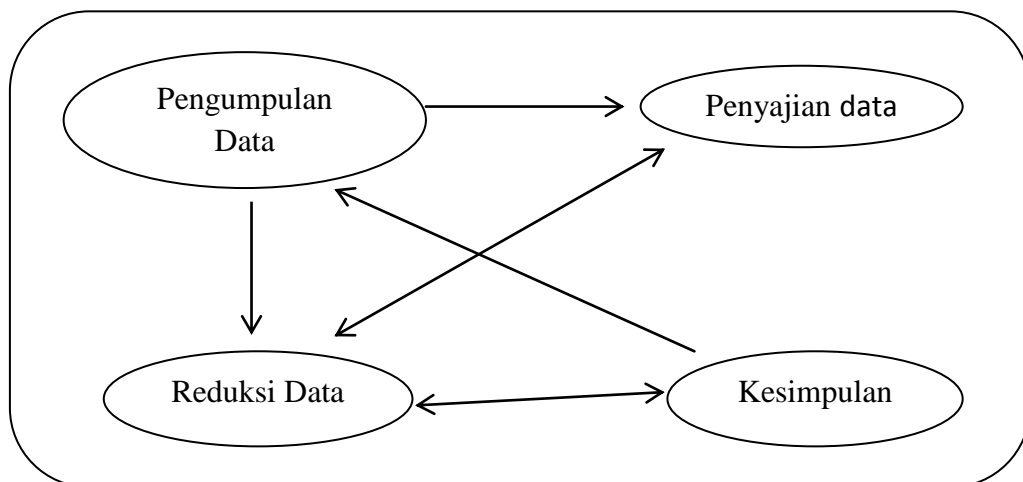 Pengumpulan
Data
Penyajian data
Reduksi Data
Kesimpulan